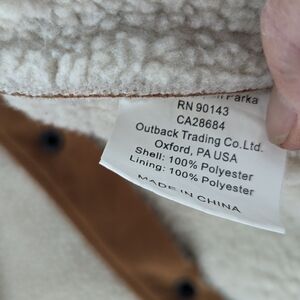 Parka
RN 90143
CA28684
Outback Trading Co.Ltd.
Oxford, PA USA
Shell: 100% Polyester
Lining: 100% Polyester
MADE IN CHINA